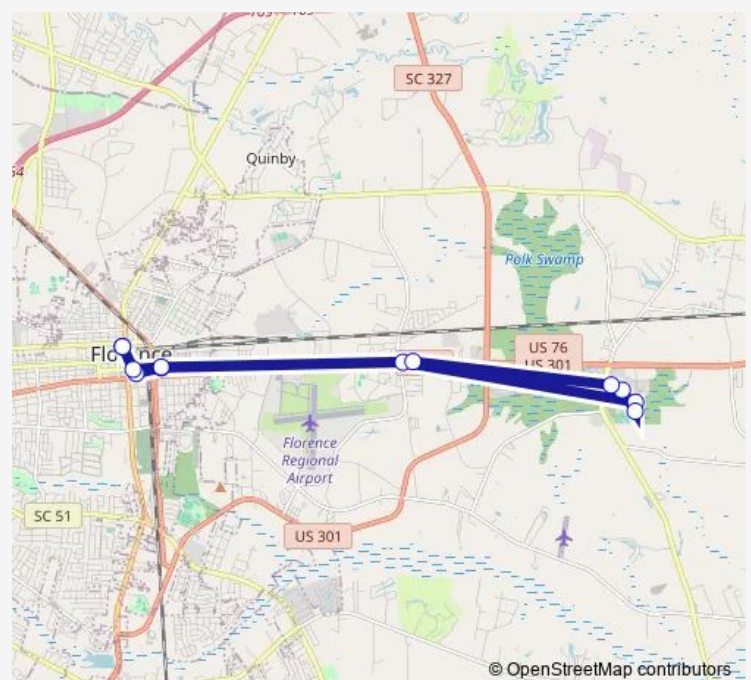 SC 327
Quinby
Polk Swamp
US 76
US 301
Florence
Florence
Regional
Airport
SC 51
US 301
© OpenStreetMap contributors